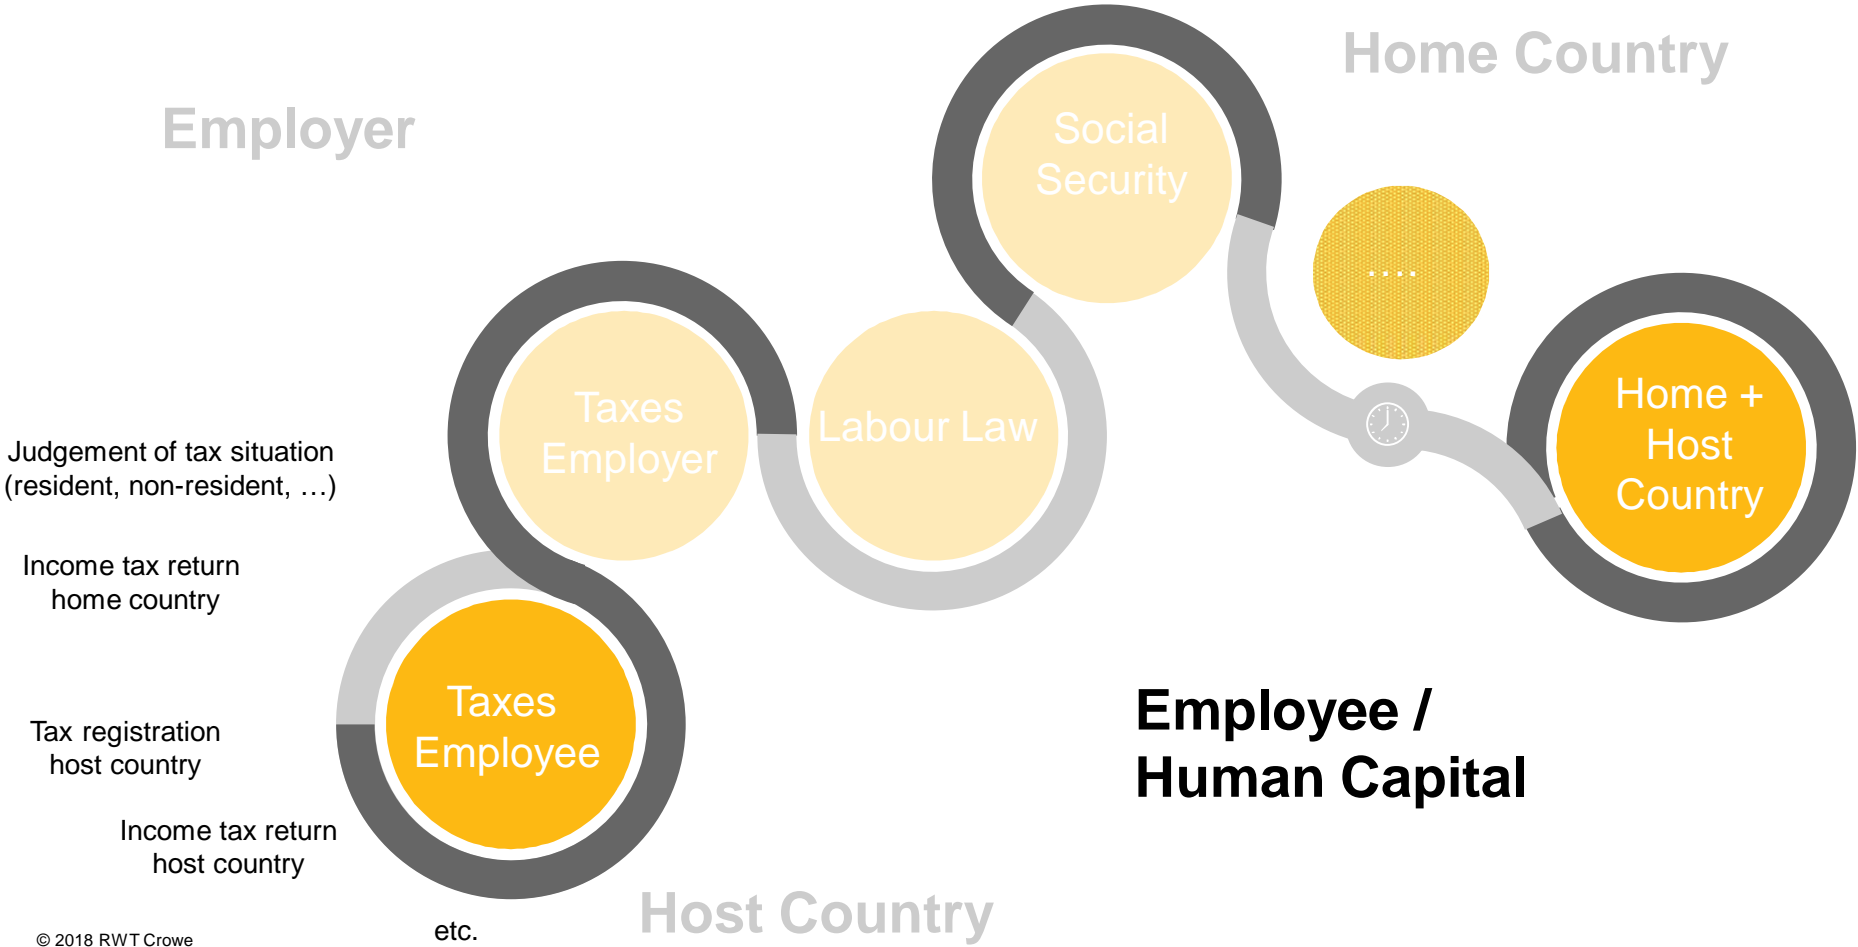 Home Country
Employer
Social
Security
....
Taxes
Employer
Labour Law
Home +
Host
Country
Judgement of tax situation
(resident, non-resident, …)
Income tax return
home country
Taxes
Employee
Tax registration
host country
Income tax return
host country
Employee /
Human Capital
Host Country
etc.
© 2018 RWT Crowe